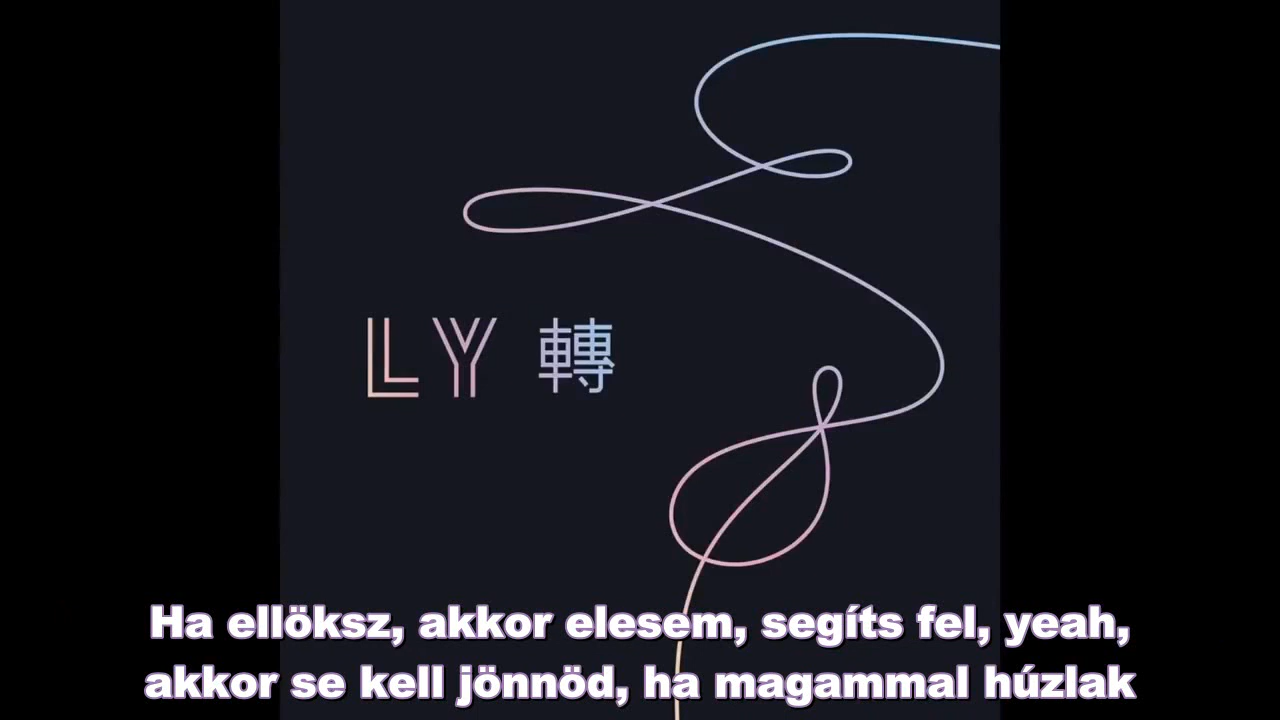 LY 轉
Ha ellöksz, akkor elesem, segíts fel, yeah,
akkor se kell jönnöd, ha magammal húzlak